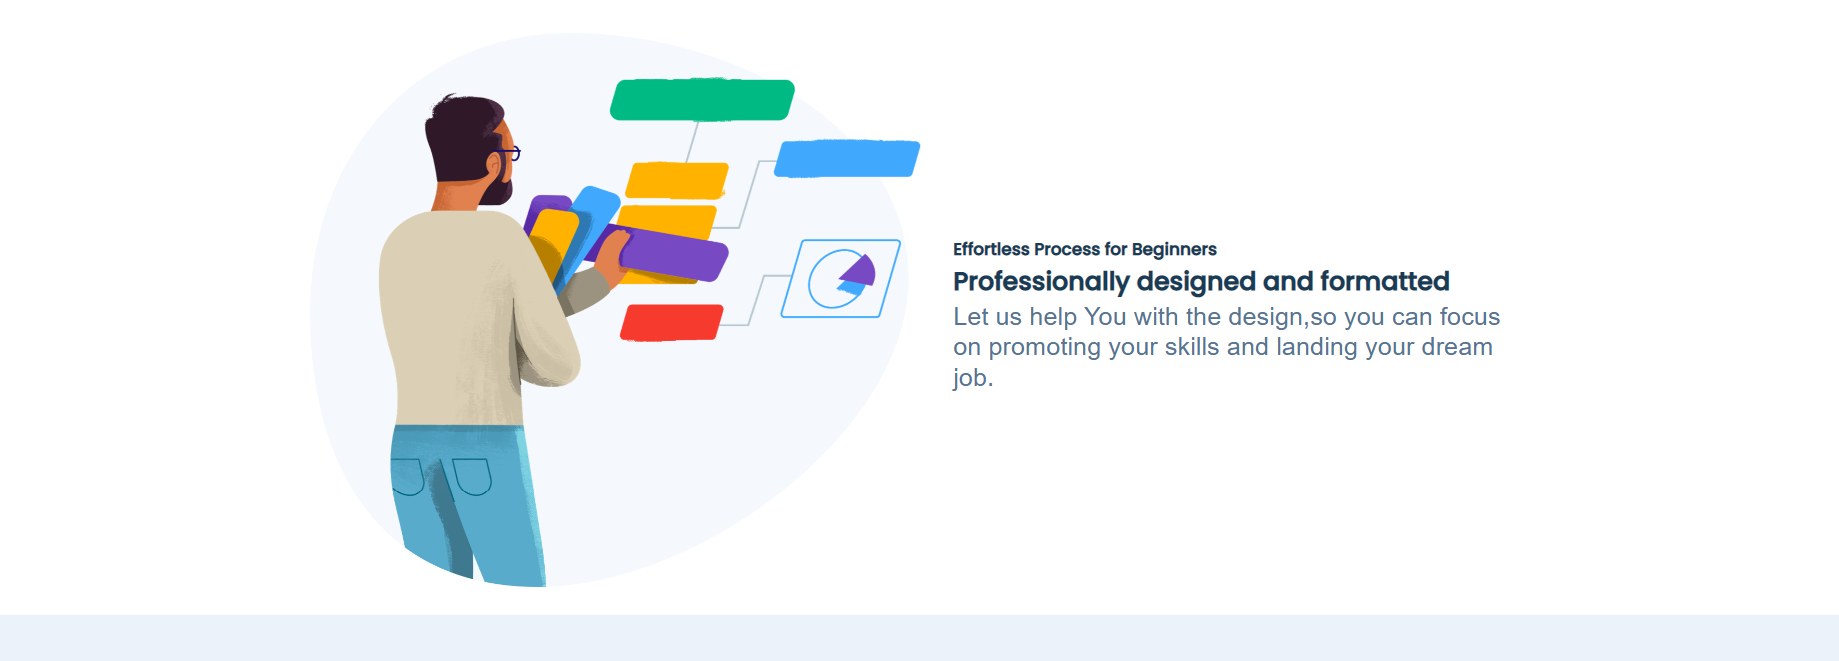 Effortless Process for Beginners
Professionally designed and formatted
Let us help You with the design,so you can focus
on promoting your skills and landing your dream
job.